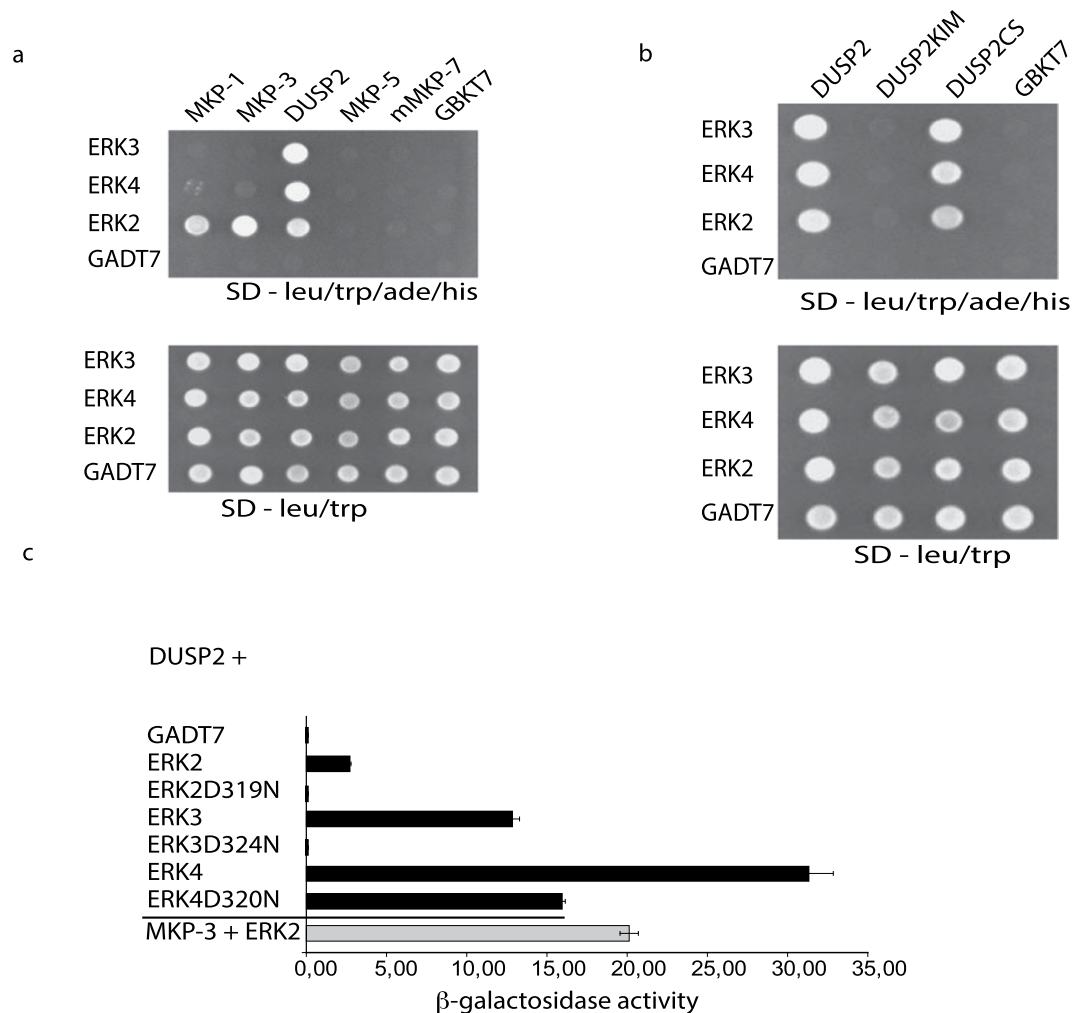 a
MKP-1 MKP-3 DUSP2 MKP-5 mMKP-7 GBKT7
ERK3
ERK4
ERK2
GADT7
SD - leu/trp/ade/his
ERK3
ERK4
ERK2
GADT7
SD - leu/trp
b
DUSP2 DUSP2KIM DUSP2CS GBKT7
ERK3
ERK4
ERK2
GADT7
SD - leu/trp/ade/his
ERK3
ERK4
ERK2
GADT7
SD - leu/trp
c
DUSP2 +
GADT7
ERK2
ERK2D319N
ERK3
ERK3D324N
ERK4
ERK4D320N
MKP-3 + ERK2
0,00 5,00 10,00 15,00 20,00 25,00 30,00 35,00
β-galactosidase activity